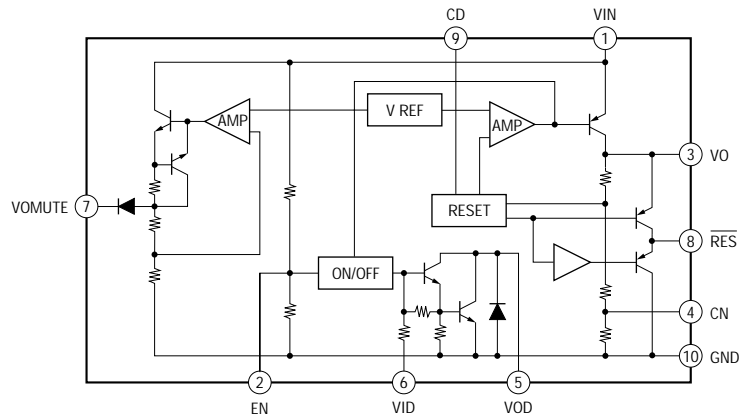 CD
VIN
9
1
AMP
V REF
AMP
3 VO
VOMUTE 7
RESET
8 R̅E̅S̅
ON/OFF
4 CN
10 GND
2
6
5
EN
VID
VOD